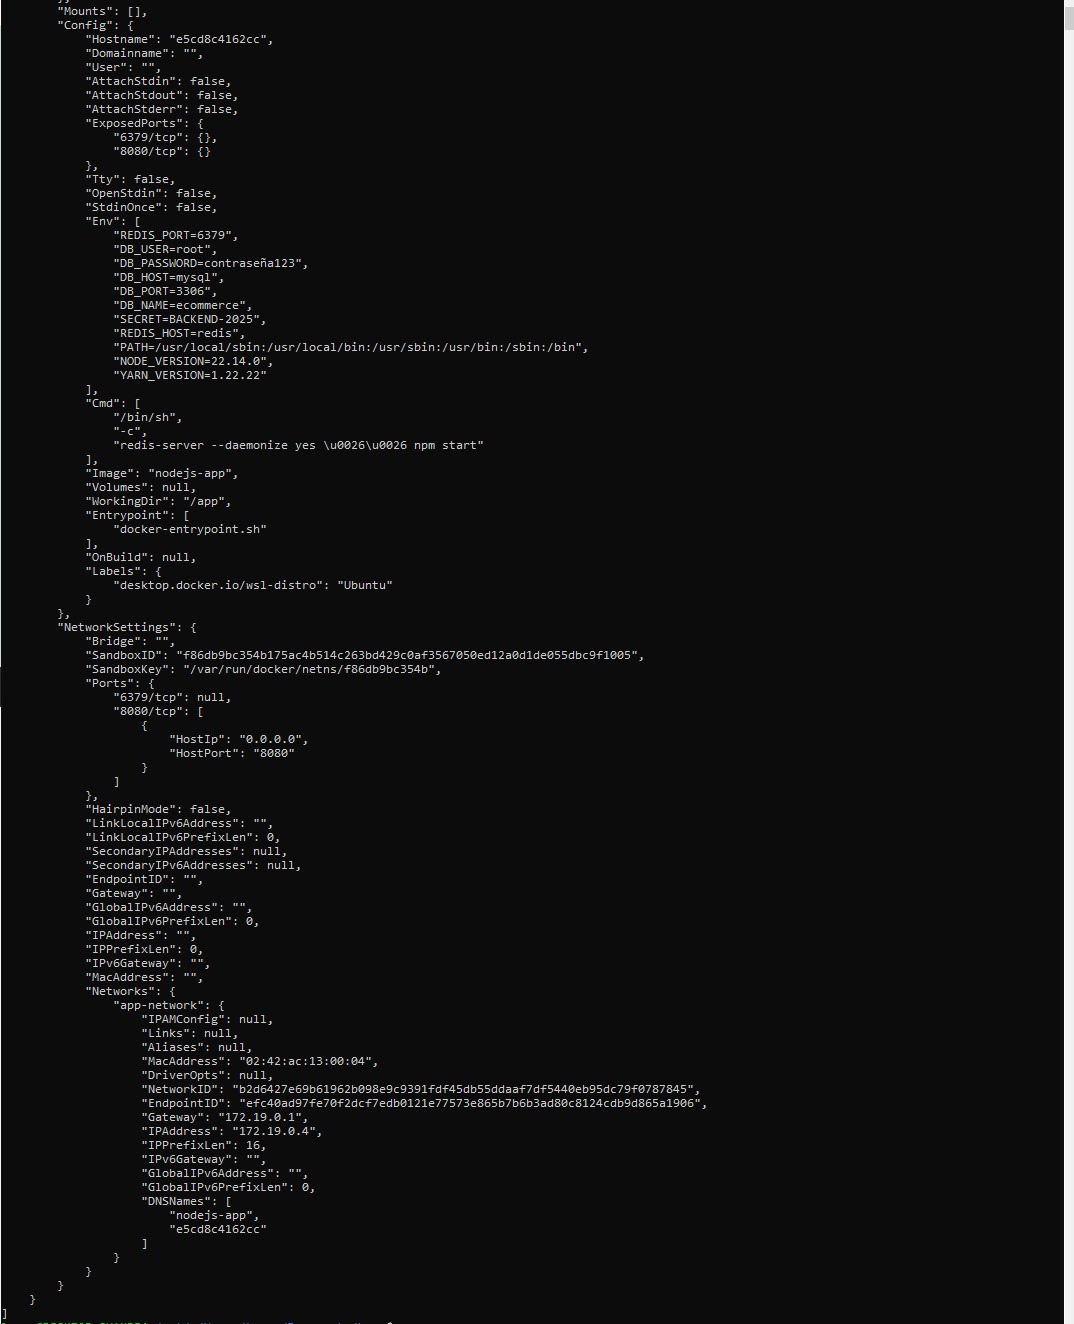 "Mounts": [],
"Config": {
"Hostname": "e5cd8c4162cc",
"Domainname": "",
"User": "",
"AttachStdin": false,
"AttachStdout": false,
"AttachStderr": false,
"ExposedPorts": {
"6379/tcp": {},
"8080/tcp": {}
},
"Tty": false,
"OpenStdin": false,
"StdinOnce": false,
"Env": [
"REDIS_PORT=6379",
"DB_USER=root",
"DB_PASSWORD=contraseña123",
"DB_HOST=mysql",
"DB_PORT=3306",
"DB_NAME=ecommerce",
"SECRET=BACKEND-2025",
"REDIS_HOST=redis",
"PATH=/usr/local/sbin:/usr/local/bin:/usr/sbin:/usr/bin:/sbin:/bin",
"NODE_VERSION=22.14.0",
"YARN_VERSION=1.22.22"
],
"Cmd": [
"/bin/sh",
"-c",
"redis-server --daemonize yes \u0026\u0026 npm start"
],
"Image": "nodejs-app",
"Volumes": null,
"WorkingDir": "/app",
"Entrypoint": [
"docker-entrypoint.sh"
],
"OnBuild": null,
"Labels": {
"desktop.docker.io/wsl-distro": "Ubuntu"
}
},
"NetworkSettings": {
"Bridge": "",
"SandboxID": "f86db9bc354b175ac4b514c263bd429c0af3567050ed12a0d1de055dbc9f1005",
"SandboxKey": "/var/run/docker/netns/f86db9bc354b",
"Ports": {
"6379/tcp": null,
"8080/tcp": [
{
"HostIp": "0.0.0.0",
"HostPort": "8080"
}
]
},
"HairpinMode": false,
"LinkLocalIPv6Address": "",
"LinkLocalIPv6PrefixLen": 0,
"SecondaryIPAddresses": null,
"SecondaryIPv6Addresses": null,
"EndpointID": "",
"Gateway": "",
"GlobalIPv6Address": "",
"GlobalIPv6PrefixLen": 0,
"IPAddress": "",
"IPPrefixLen": 0,
"IPv6Gateway": "",
"MacAddress": "",
"Networks": {
"app-network": {
"IPAMConfig": null,
"Links": null,
"Aliases": null,
"MacAddress": "02:42:ac:13:00:04",
"DriverOpts": null,
"NetworkID": "b2d6427e69b61962b098e9c9391fdf45db55ddaaf7df5440eb95dc79f0787845",
"EndpointID": "efc40ad97fe70f2dcf7edb0121e77573e865b7b6b3ad80c8124cdb9d865a1906",
"Gateway": "172.19.0.1",
"IPAddress": "172.19.0.4",
"IPPrefixLen": 16,
"IPv6Gateway": "",
"GlobalIPv6Address": "",
"GlobalIPv6PrefixLen": 0,
"DNSNames": [
"nodejs-app",
"e5cd8c4162cc"
]
}
}
}
}
]